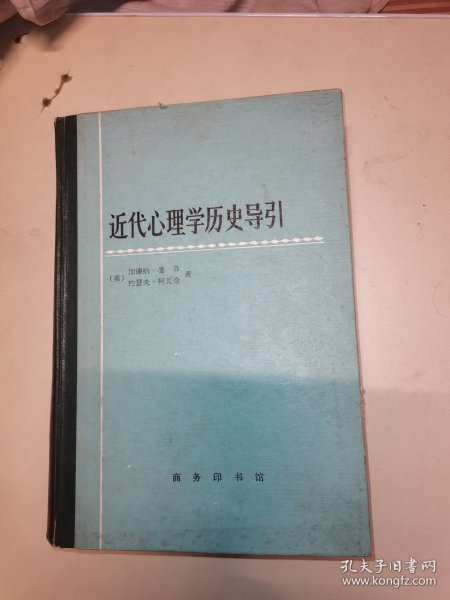 近代心理学历史导引
〔美〕
加德纳·墨菲
约瑟夫·柯瓦奇
著
商务印书馆
孔夫子旧书网
www.kongfz.com